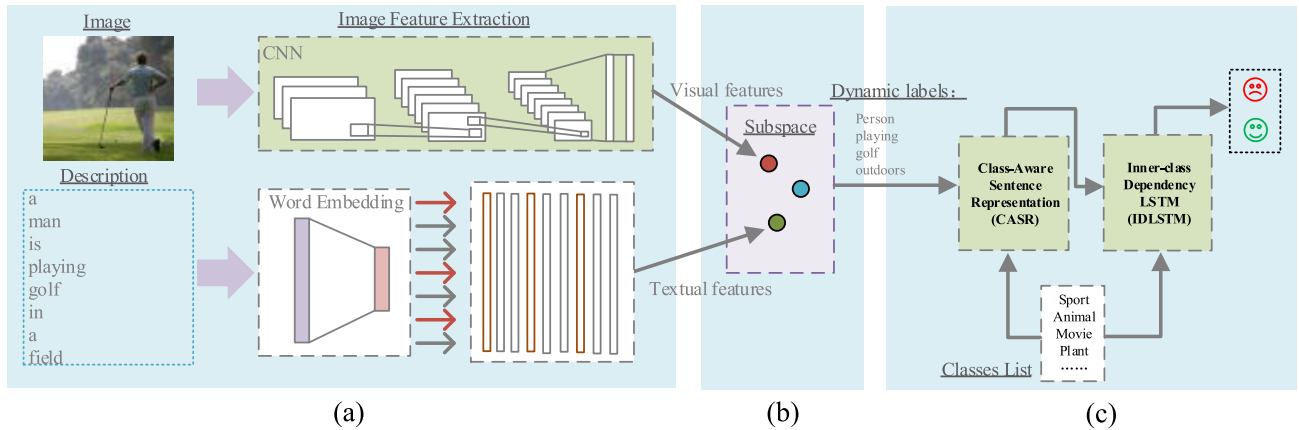 Image
Image Feature Extraction
CNN
Description
a
man
is
playing
golf
in
a
field
Word Embedding
Visual features
Textual features
Subspace
Dynamic labels:
Person
playing
golf
outdoors
Class-Aware
Sentence
Representation
(CASR)
Inner-class
Dependency
LSTM
(IDLSTM)
Sport
Animal
Movie
Plant
······
Classes List
(a)
(b)
(c)